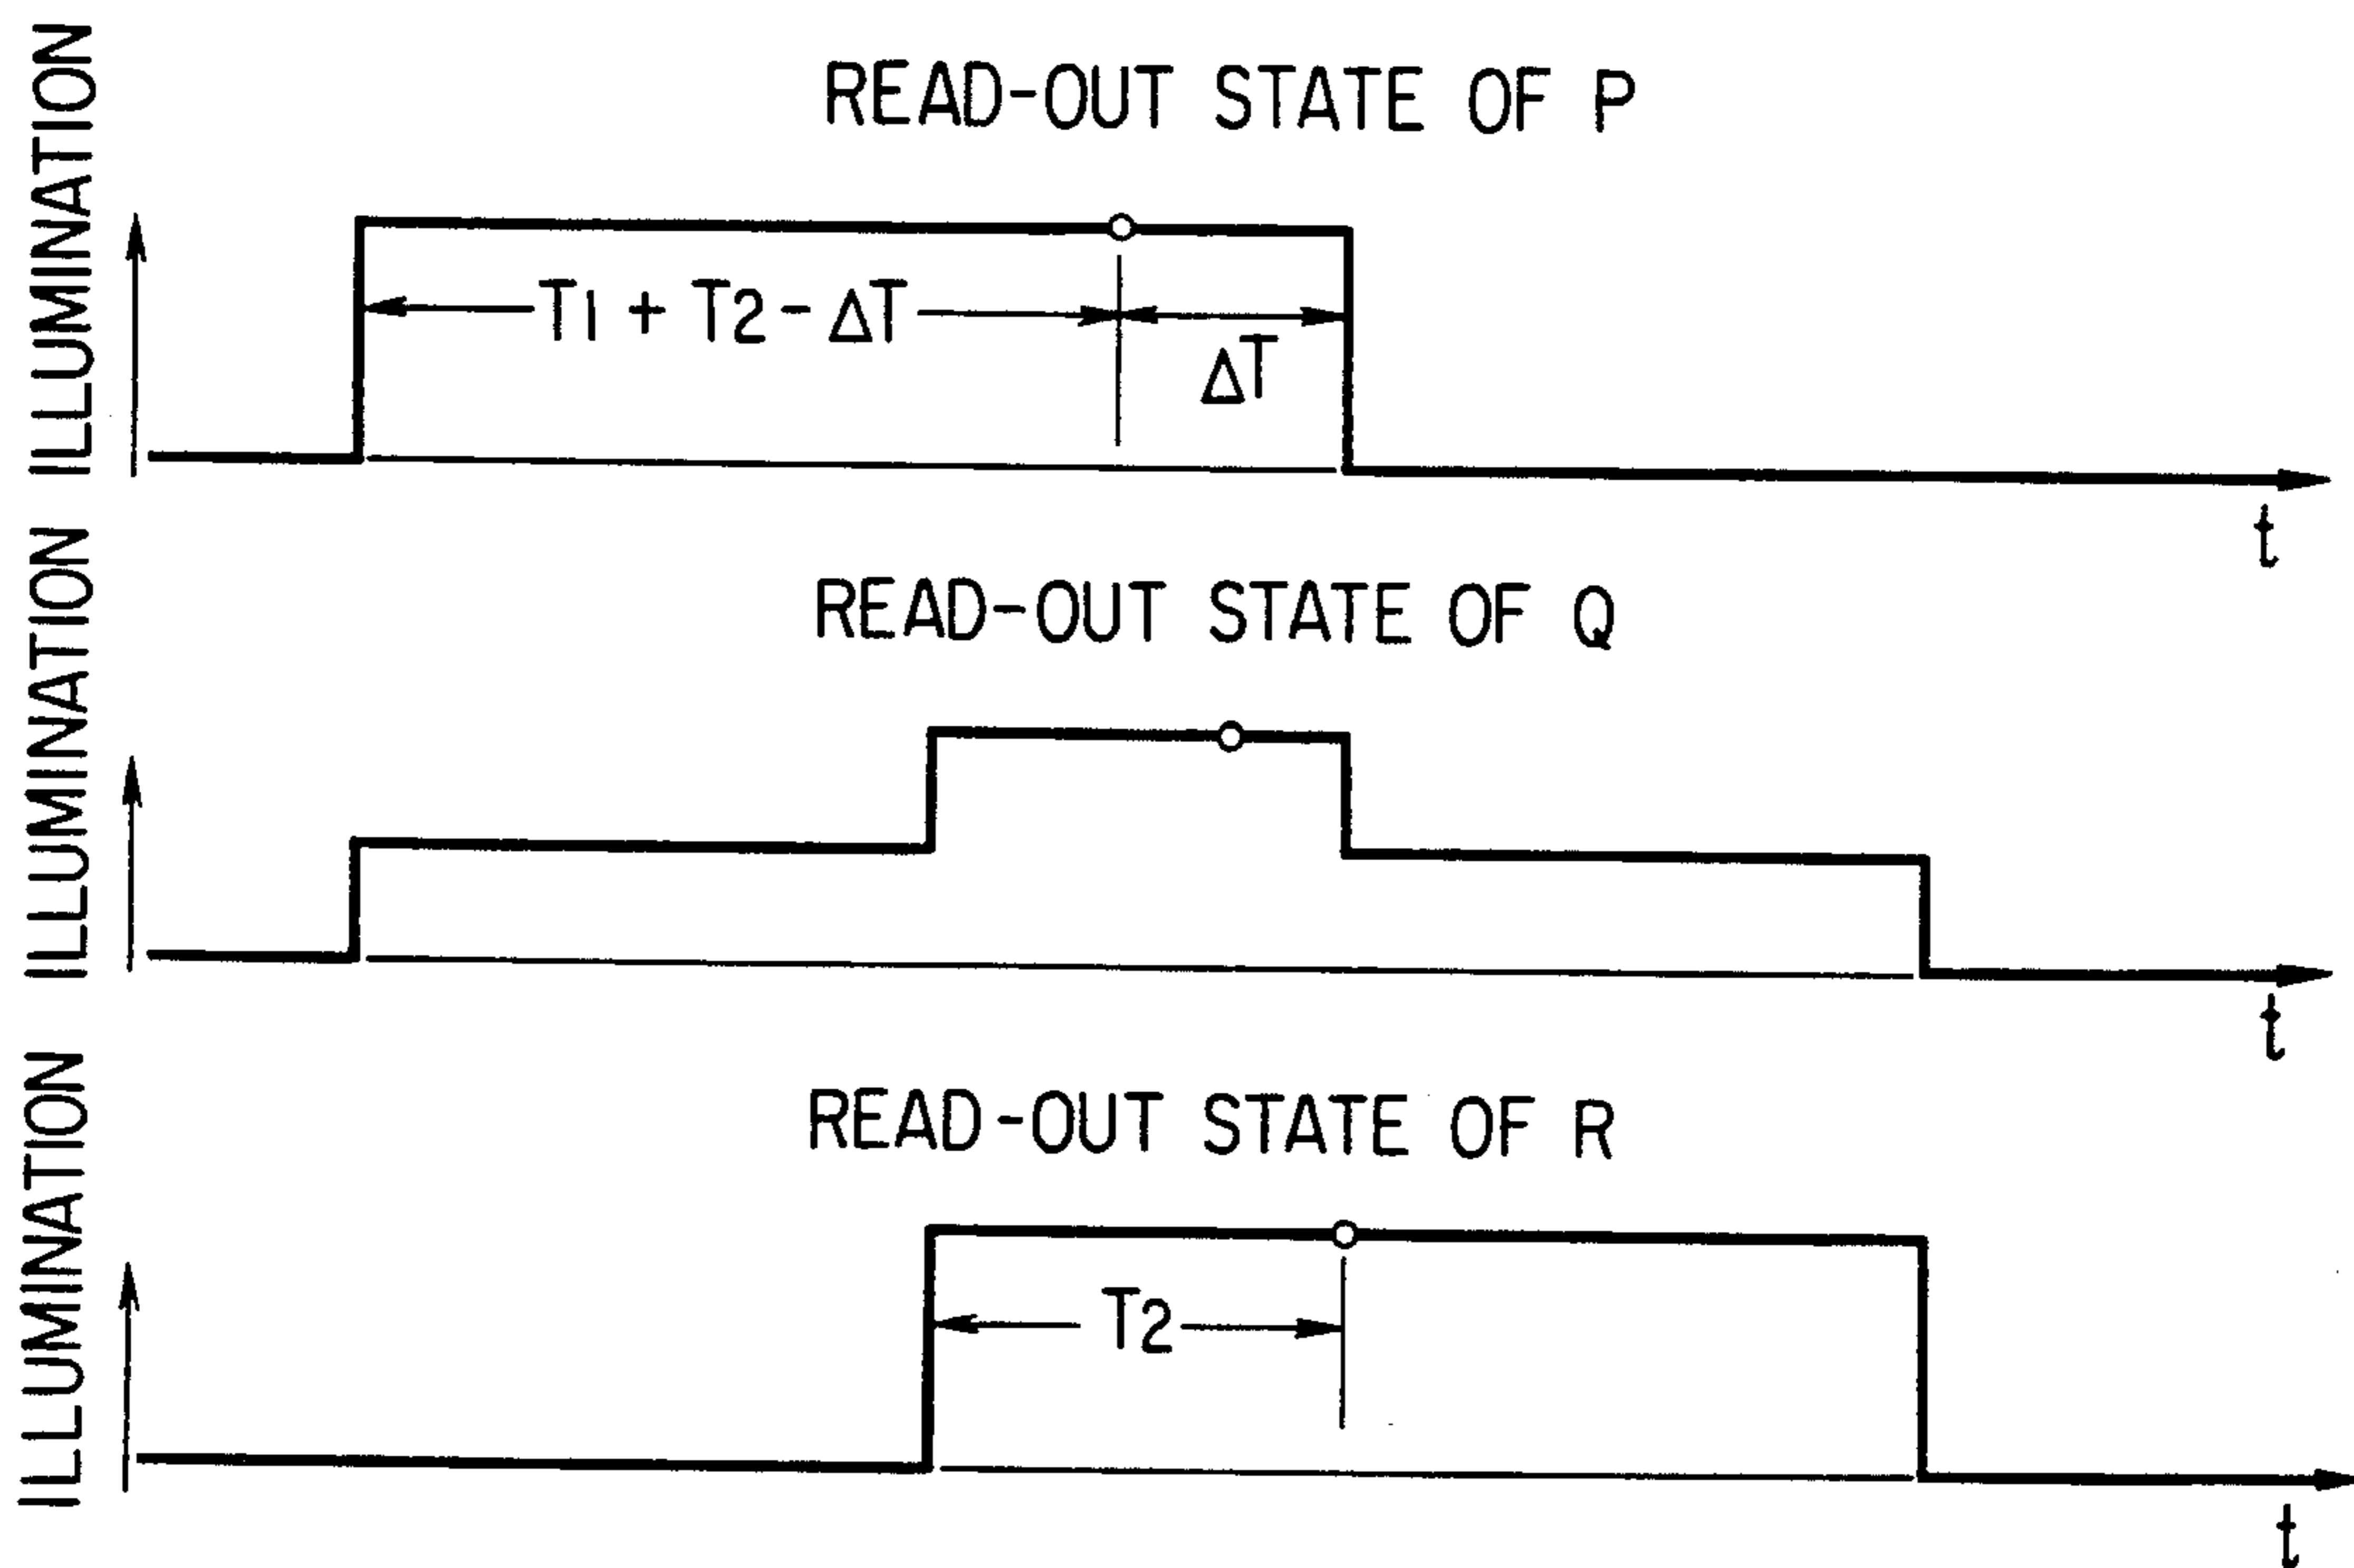 READ-OUT STATE OF P
ILLUMINATION
T1 + T2 - ΔT
ΔT
t
READ-OUT STATE OF Q
ILLUMINATION
t
READ-OUT STATE OF R
ILLUMINATION
T2
t